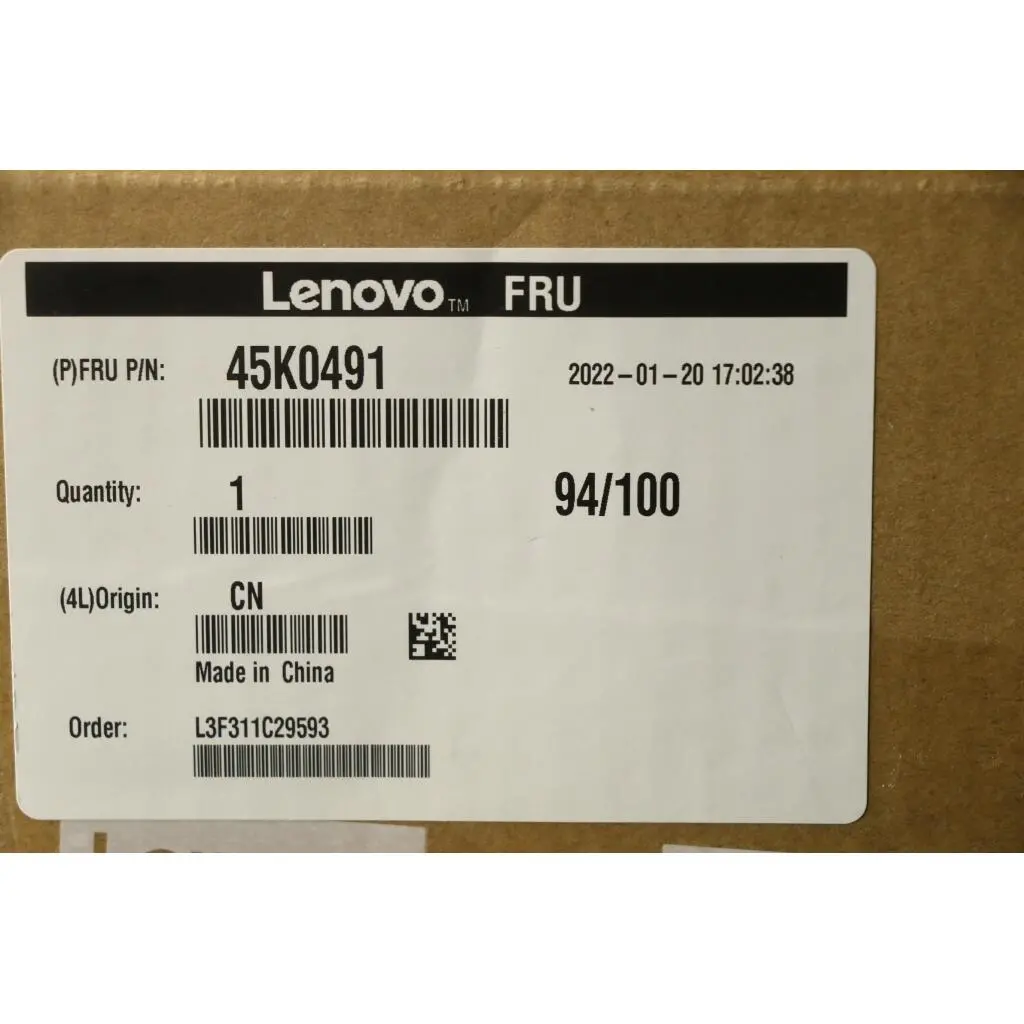 Lenovo™ FRU
(P)FRU P/N: 45K0491 2022-01-20 17:02:38
Quantity: 1 94/100
(4L)Origin: CN
Made in China
Order: L3F311C29593